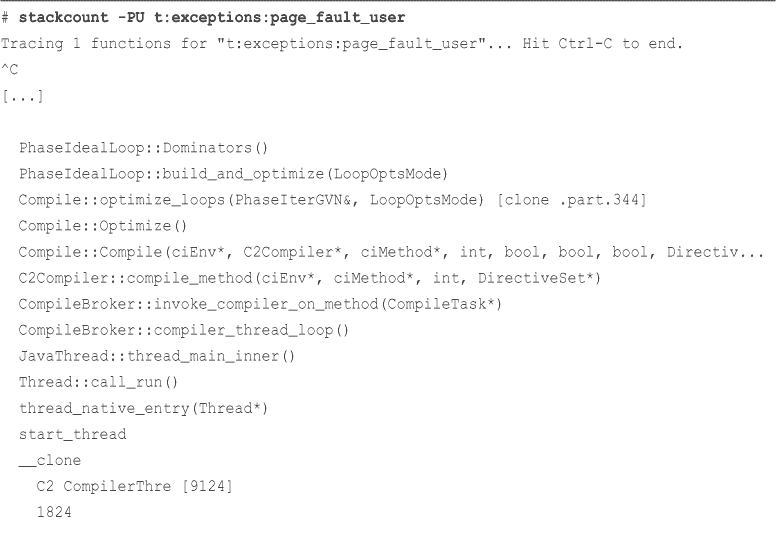 # stackcount -PU t:exceptions:page_fault_user
Tracing 1 functions for "t:exceptions:page_fault_user"... Hit Ctrl-C to end.
^C
[...]
PhaseIdealLoop::Dominators()
PhaseIdealLoop::build_and_optimize(LoopOptsMode)
Compile::optimize_loops(PhaseIterGVN&, LoopOptsMode) [clone .part.344]
Compile::Optimize()
Compile::Compile(ciEnv*, C2Compiler*, ciMethod*, int, bool, bool, bool, Directiv...
C2Compiler::compile_method(ciEnv*, ciMethod*, int, DirectiveSet*)
CompileBroker::invoke_compiler_on_method(CompileTask*)
CompileBroker::compiler_thread_loop()
JavaThread::thread_main_inner()
Thread::call_run()
thread_native_entry(Thread*)
start_thread
__clone
C2 CompilerThre [9124]
1824